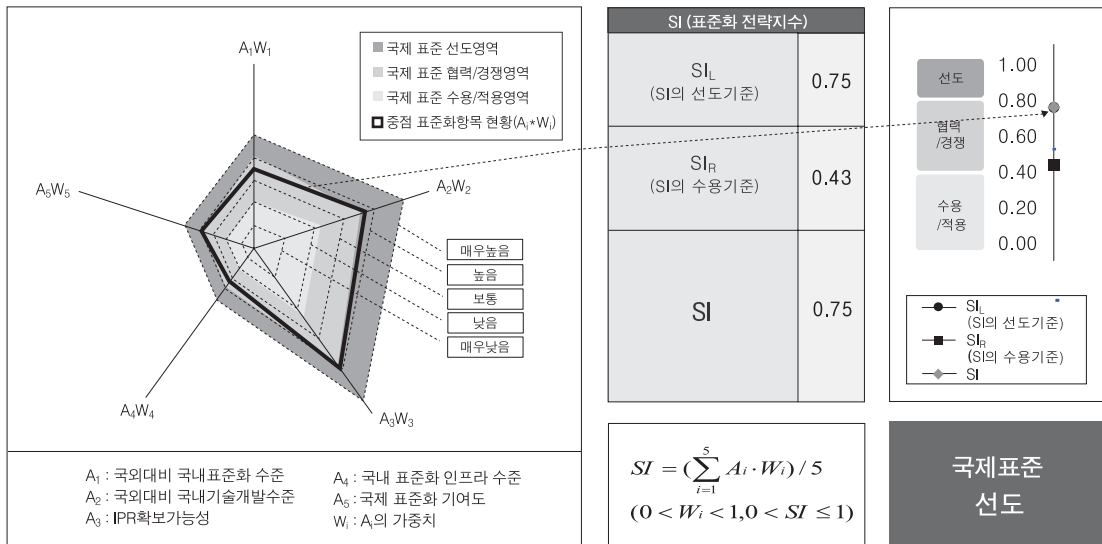 A₁W₁
A₂W₂
A₃W₃
A₄W₄
A₅W₅
국제 표준 선도영역
국제 표준 협력/경쟁영역
국제 표준 수용/적용영역
중점 표준화항목 현황(Aᵢ*Wᵢ)
매우높음
높음
보통
낮음
매우낮음
A₁ : 국외대비 국내표준화 수준
A₂ : 국외대비 국내기술개발수준
A₃ : IPR확보가능성
A₄ : 국내 표준화 인프라 수준
A₅ : 국제 표준화 기여도
Wᵢ : Aᵢ의 가중치
SI (표준화 전략지수)
SI_L
(SI의 선도기준)
0.75
SI_R
(SI의 수용기준)
0.43
SI
0.75
SI = (∑_{i=1}^{5} Aᵢ · Wᵢ) / 5
(0 < Wᵢ < 1, 0 < SI ≤ 1)
선도
협력
/경쟁
수용
/적용
1.00
0.80
0.60
0.40
0.20
0.00
SI_L
(SI의 선도기준)
SI_R
(SI의 수용기준)
SI
국제표준
선도